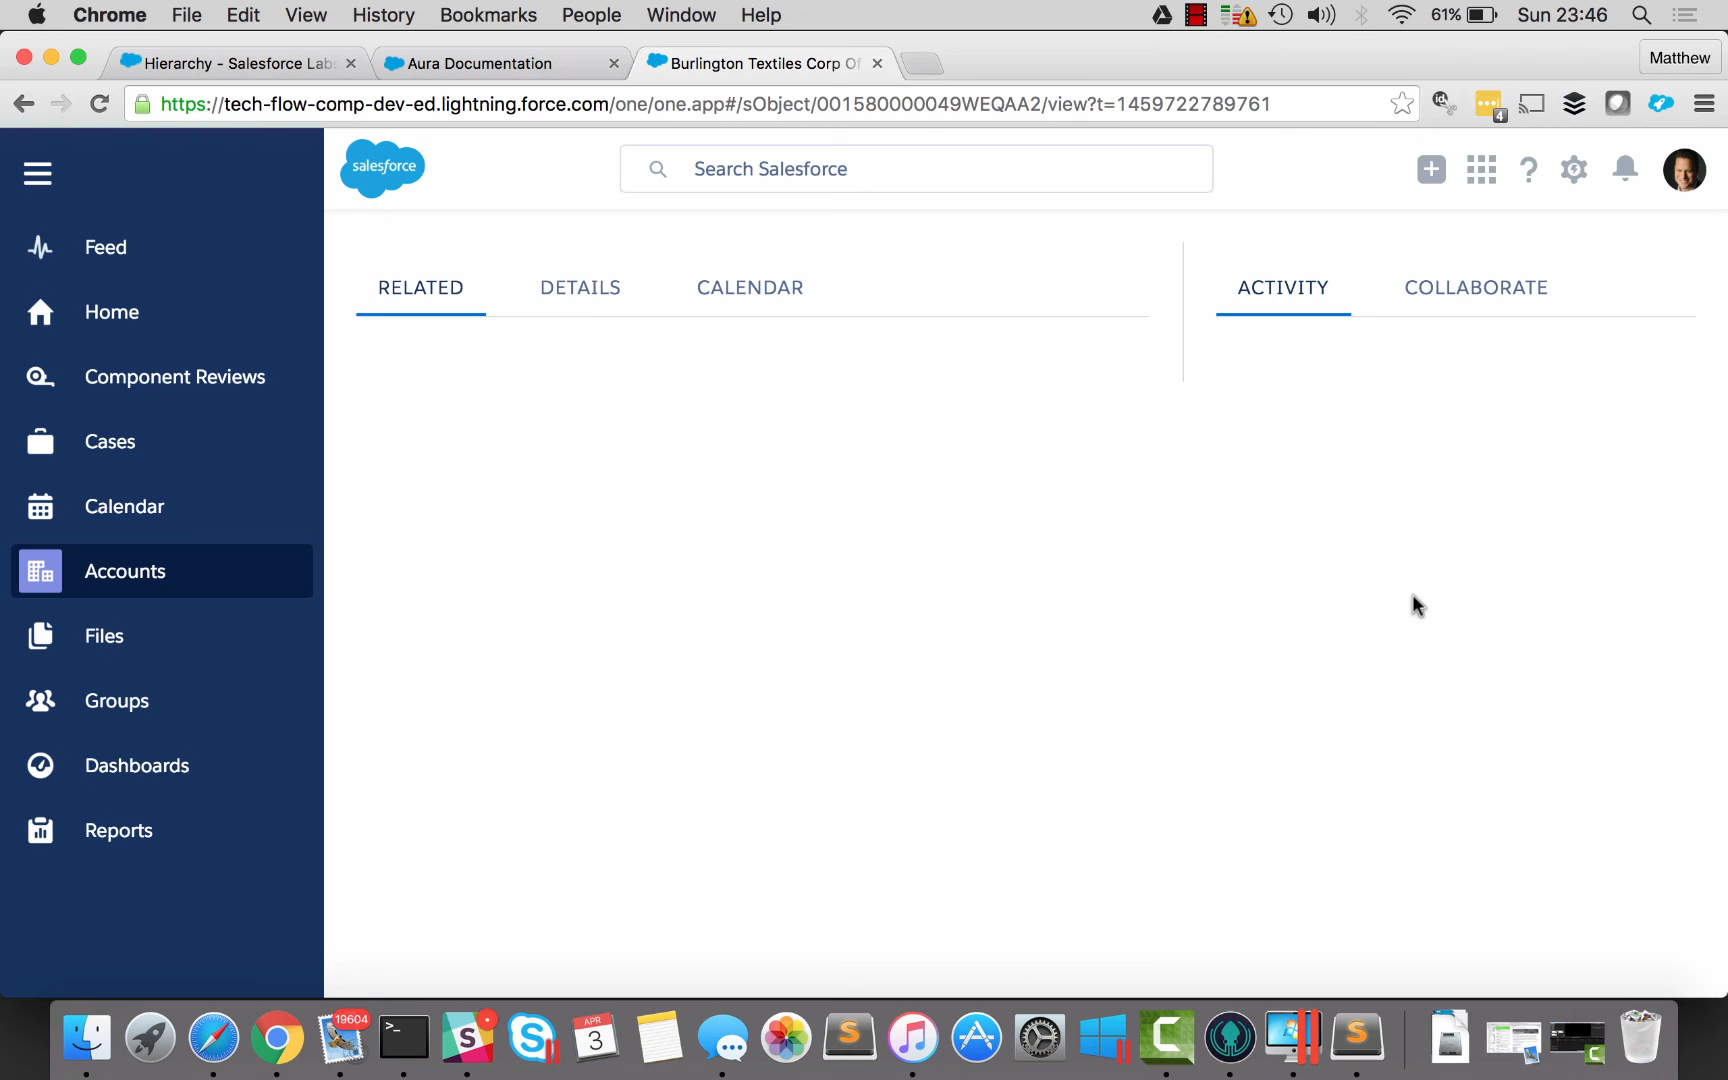 Chrome File Edit View History Bookmarks People Window Help 61% Sun 23:46
Hierarchy - Salesforce Labs
Aura Documentation
Burlington Textiles Corp Of
Matthew
https://tech-flow-comp-dev-ed.lightning.force.com/one/one.app#/sObject/001580000049WEQAA2/view?t=1459722789761
4
salesforce
Search Salesforce
Feed
Home
Component Reviews
Cases
Calendar
Accounts
Files
Groups
Dashboards
Reports
RELATED DETAILS CALENDAR
ACTIVITY COLLABORATE
19604
APR
3